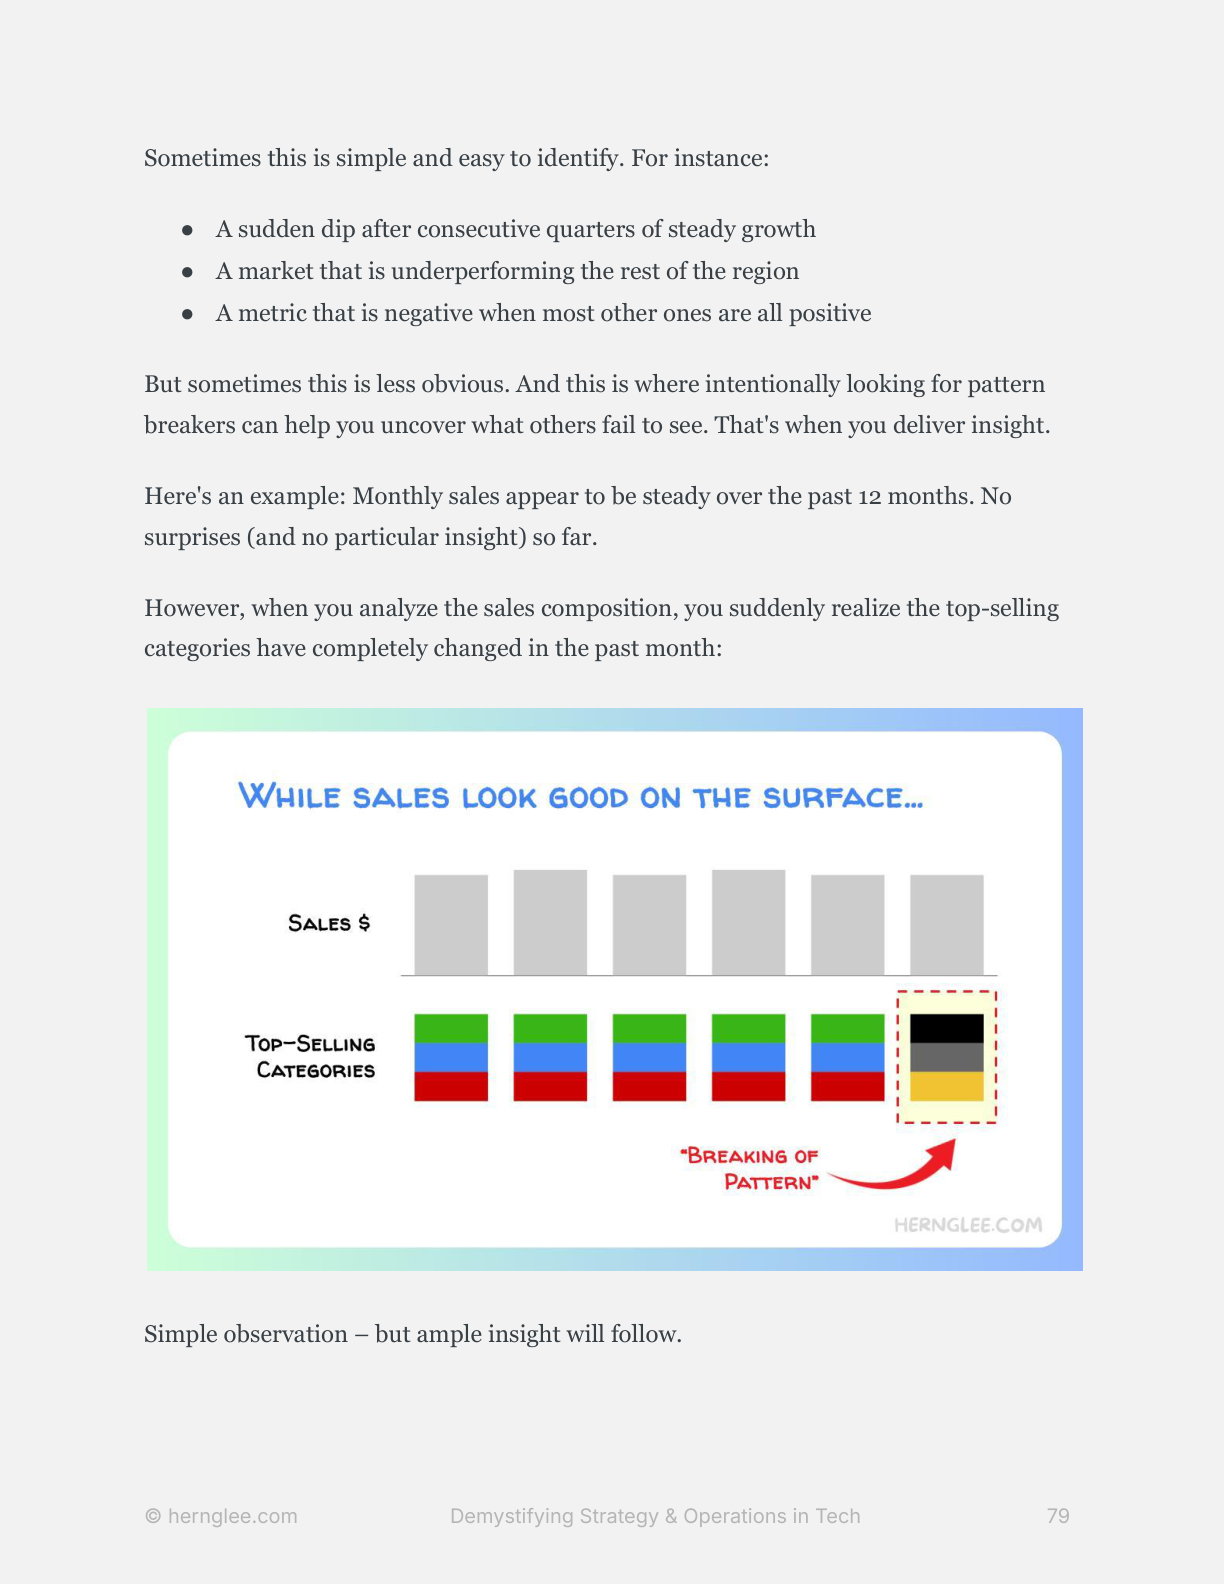 Sometimes this is simple and easy to identify. For instance:
● A sudden dip after consecutive quarters of steady growth
● A market that is underperforming the rest of the region
● A metric that is negative when most other ones are all positive
But sometimes this is less obvious. And this is where intentionally looking for pattern
breakers can help you uncover what others fail to see. That's when you deliver insight.
Here's an example: Monthly sales appear to be steady over the past 12 months. No
surprises (and no particular insight) so far.
However, when you analyze the sales composition, you suddenly realize the top-selling
categories have completely changed in the past month:
While sales look good on the surface...
Sales $
Top-Selling
Categories
"Breaking of
Pattern"
HERNGLEE.COM
Simple observation – but ample insight will follow.
© hernglee.com Demystifying Strategy & Operations in Tech 79